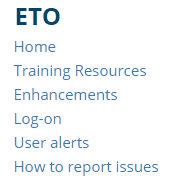 ETO
Home
Training Resources
Enhancements
Log-on
User alerts
How to report issues